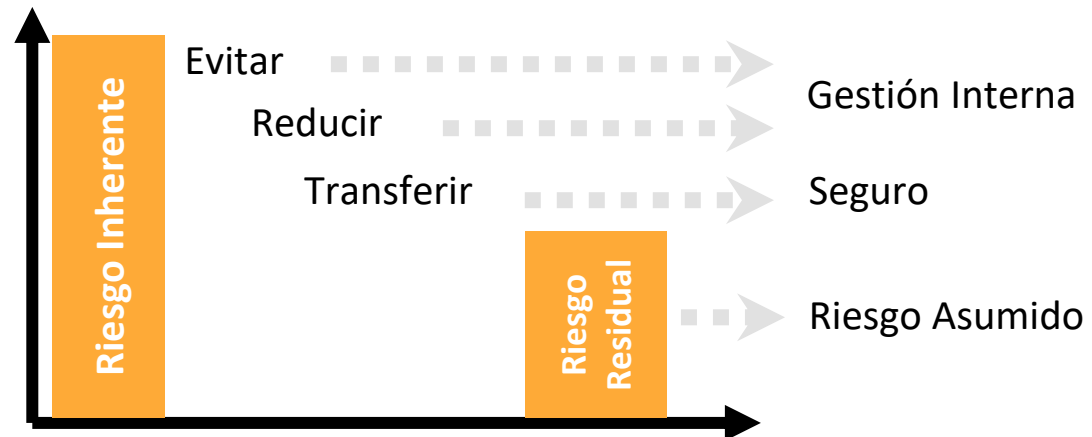 Riesgo Inherente
Evitar
Gestión Interna
Reducir
Transferir
Seguro
Riesgo
Residual
Riesgo Asumido